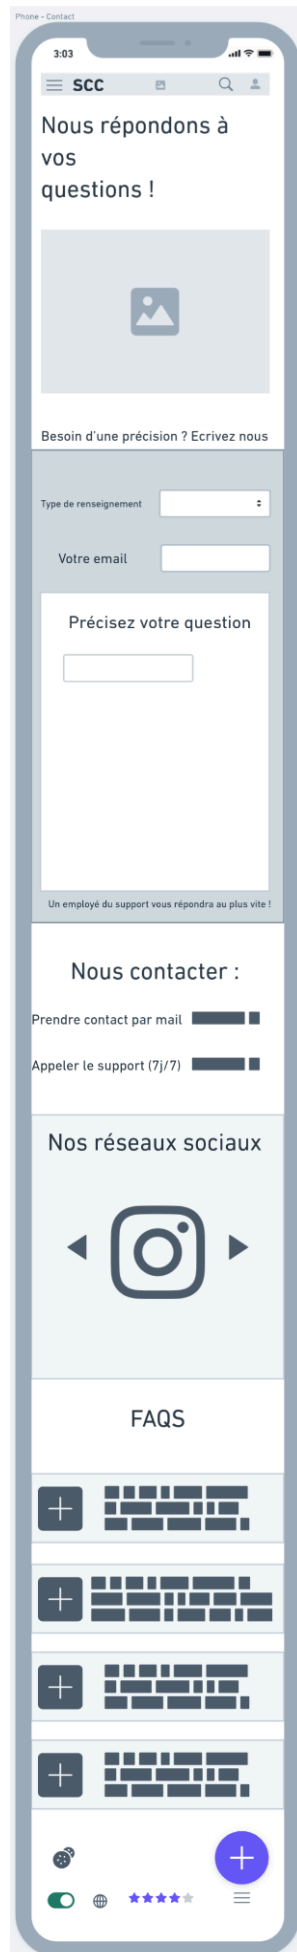 Phone - Contact
3:03
SCC
Nous répondons à
vos
questions !
Besoin d'une précision ? Ecrivez nous
Type de renseignement
Votre email
Précisez votre question
Un employé du support vous répondra au plus vite !
Nous contacter :
Prendre contact par mail
Appeler le support (7j/7)
Nos réseaux sociaux
FAQS